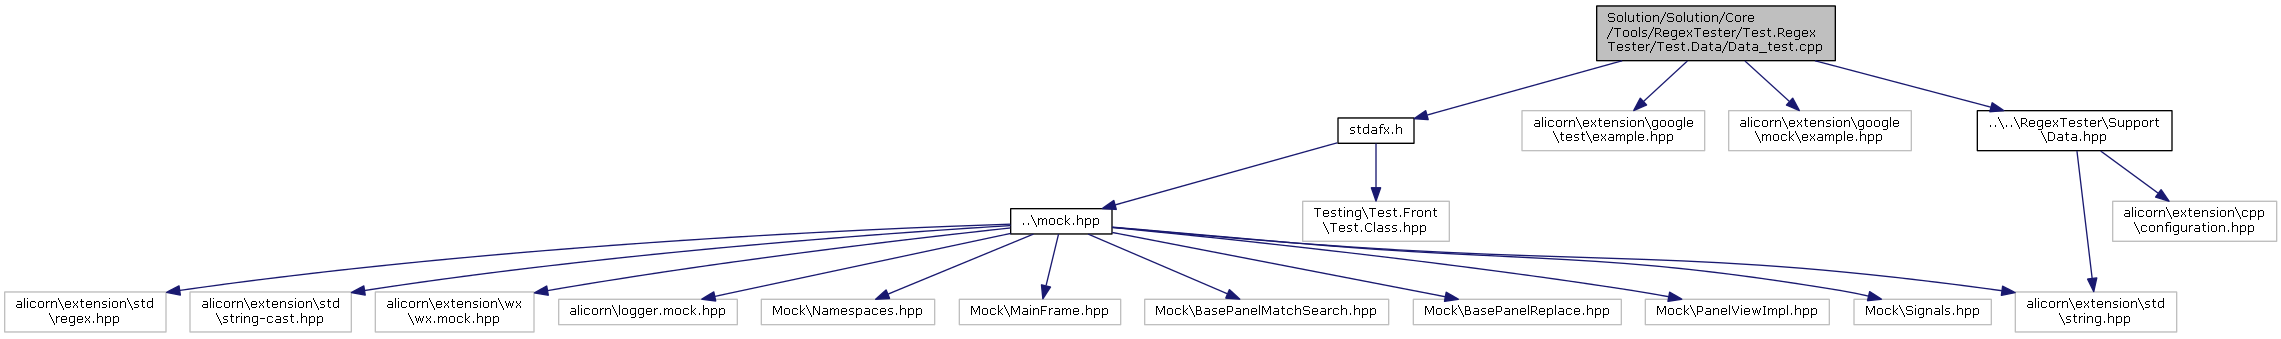 Solution/Solution/Core
/Tools/RegexTester/Test.Regex
Tester/Test.Data/Data_test.cpp
stdafx.h
alicorn\extension\google
\test\example.hpp
alicorn\extension\google
\mock\example.hpp
..\..\RegexTester\Support
\Data.hpp
..\mock.hpp
Testing\Test.Front
\Test.Class.hpp
alicorn\extension\cpp
\configuration.hpp
alicorn\extension\std
\regex.hpp
alicorn\extension\std
\string-cast.hpp
alicorn\extension\wx
\wx.mock.hpp
alicorn\logger.mock.hpp
Mock\Namespaces.hpp
Mock\MainFrame.hpp
Mock\BasePanelMatchSearch.hpp
Mock\BasePanelReplace.hpp
Mock\PanelViewImpl.hpp
Mock\Signals.hpp
alicorn\extension\std
\string.hpp